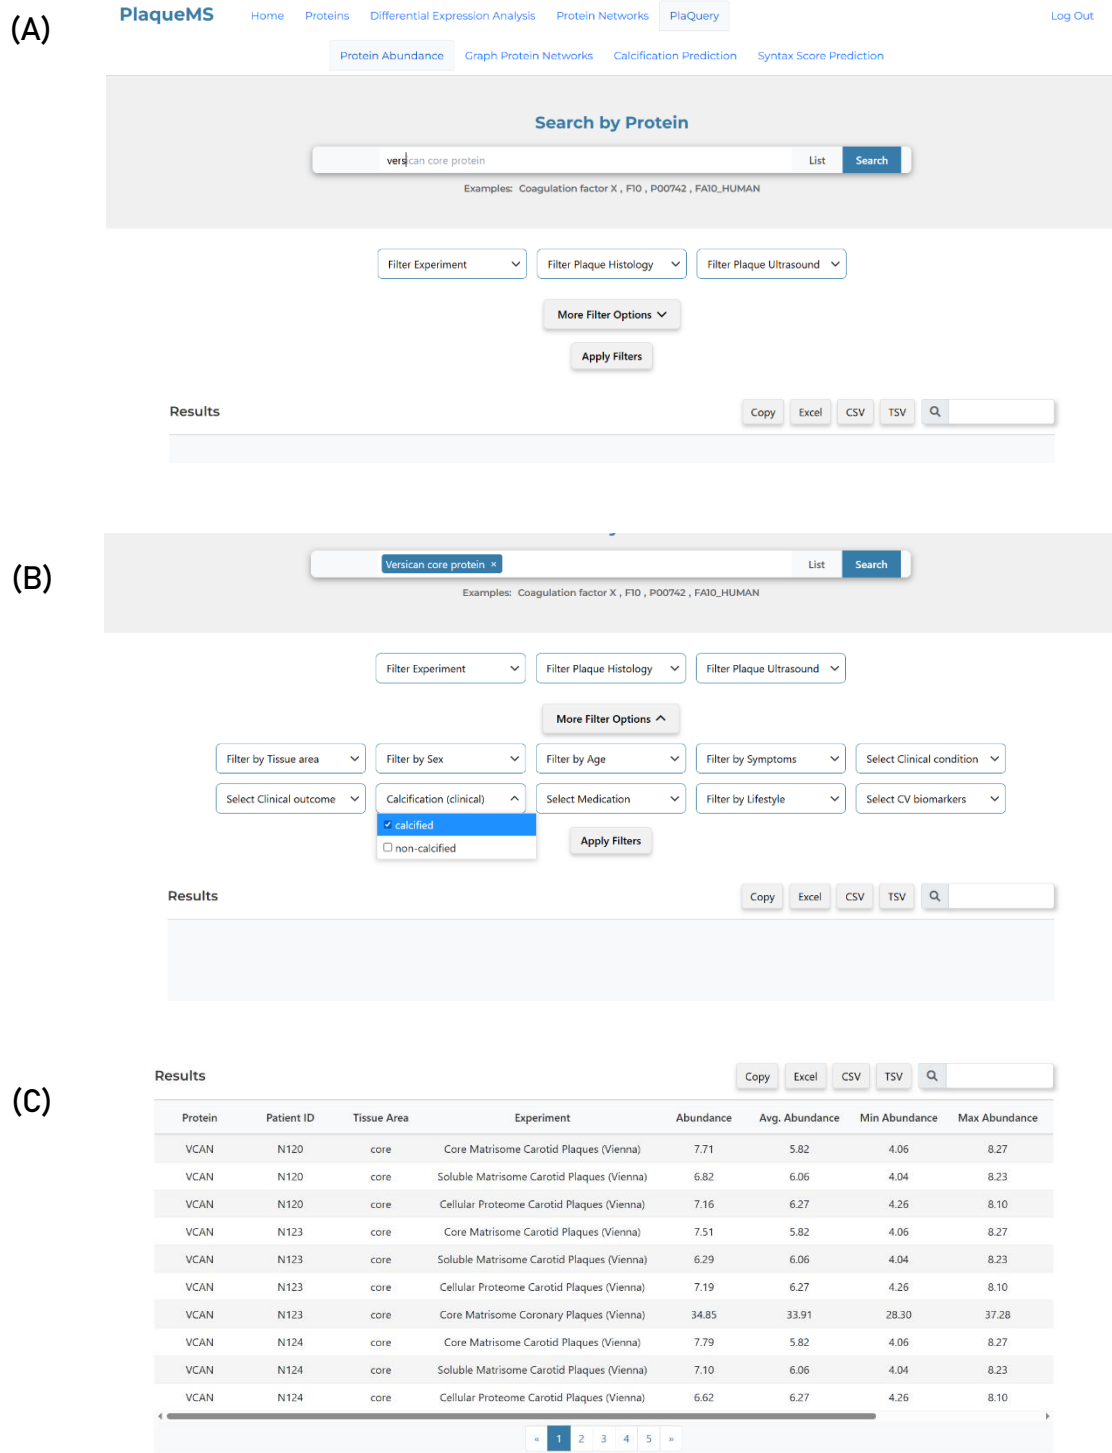 (A)
PlaqueMS Home Proteins Differential Expression Analysis Protein Networks PlaQuery Log Out
Protein Abundance Graph Protein Networks Calcification Prediction Syntax Score Prediction
Search by Protein
versican core protein List Search
Examples: Coagulation factor X , F10 , P00742 , FA10_HUMAN
Filter Experiment Filter Plaque Histology Filter Plaque Ultrasound
More Filter Options
Apply Filters
Results Copy Excel CSV TSV
(B)
Versican core protein × List Search
Examples: Coagulation factor X , F10 , P00742 , FA10_HUMAN
Filter Experiment Filter Plaque Histology Filter Plaque Ultrasound
More Filter Options
Filter by Tissue area Filter by Sex Filter by Age Filter by Symptoms Select Clinical condition
Select Clinical outcome Calcification (clinical) Select Medication Filter by Lifestyle Select CV biomarkers
calcified
non-calcified
Apply Filters
Results Copy Excel CSV TSV
(C)
Results Copy Excel CSV TSV
Protein Patient ID Tissue Area Experiment Abundance Avg. Abundance Min Abundance Max Abundance
VCAN N120 core Core Matrisome Carotid Plaques (Vienna) 7.71 5.82 4.06 8.27
VCAN N120 core Soluble Matrisome Carotid Plaques (Vienna) 6.82 6.06 4.04 8.23
VCAN N120 core Cellular Proteome Carotid Plaques (Vienna) 7.16 6.27 4.26 8.10
VCAN N123 core Core Matrisome Carotid Plaques (Vienna) 7.51 5.82 4.06 8.27
VCAN N123 core Soluble Matrisome Carotid Plaques (Vienna) 6.29 6.06 4.04 8.23
VCAN N123 core Cellular Proteome Carotid Plaques (Vienna) 7.19 6.27 4.26 8.10
VCAN N123 core Core Matrisome Coronary Plaques (Vienna) 34.85 33.91 28.30 37.28
VCAN N124 core Core Matrisome Carotid Plaques (Vienna) 7.79 5.82 4.06 8.27
VCAN N124 core Soluble Matrisome Carotid Plaques (Vienna) 7.10 6.06 4.04 8.23
VCAN N124 core Cellular Proteome Carotid Plaques (Vienna) 6.62 6.27 4.26 8.10
« 1 2 3 4 5 »